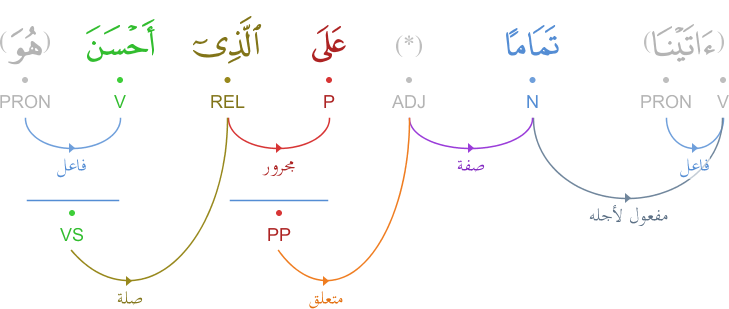 (ءَاتَيْنَا) تَمَامًا (*) عَلَى ٱلَّذِىٓ أَحْسَنَ (هُوَ)
V PRON N ADJ P REL V PRON
فاعل صفة مجرور فاعل
مفعول لأجله
PP VS
متعلق صلة